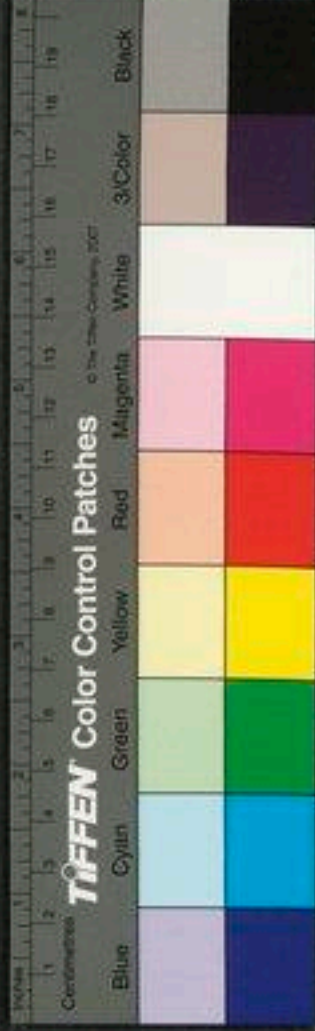 Inches 1 2 3 4 5 6 7 8
Centimetres 1 2 3 4 5 6 7 8 9 10 11 12 13 14 15 16 17 18 19
TIFFEN Color Control Patches © The Tiffen Company, 2007
Blue Cyan Green Yellow Red Magenta White 3/Color Black